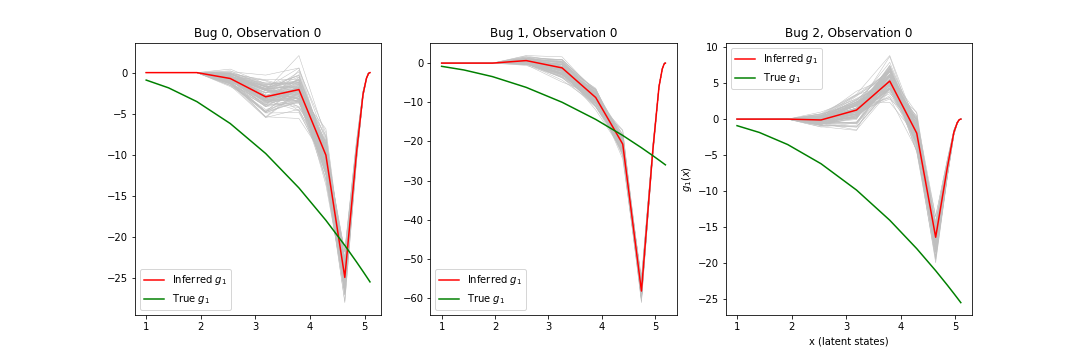 Bug 0, Observation 0
0
−5
−10
−15
−20
−25
1 2 3 4 5
Inferred g₁
True g₁
Bug 1, Observation 0
0
−10
−20
−30
−40
−50
−60
1 2 3 4 5
Inferred g₁
True g₁
Bug 2, Observation 0
g₁(x)
10
5
0
−5
−10
−15
−20
−25
1 2 3 4 5
x (latent states)
Inferred g₁
True g₁